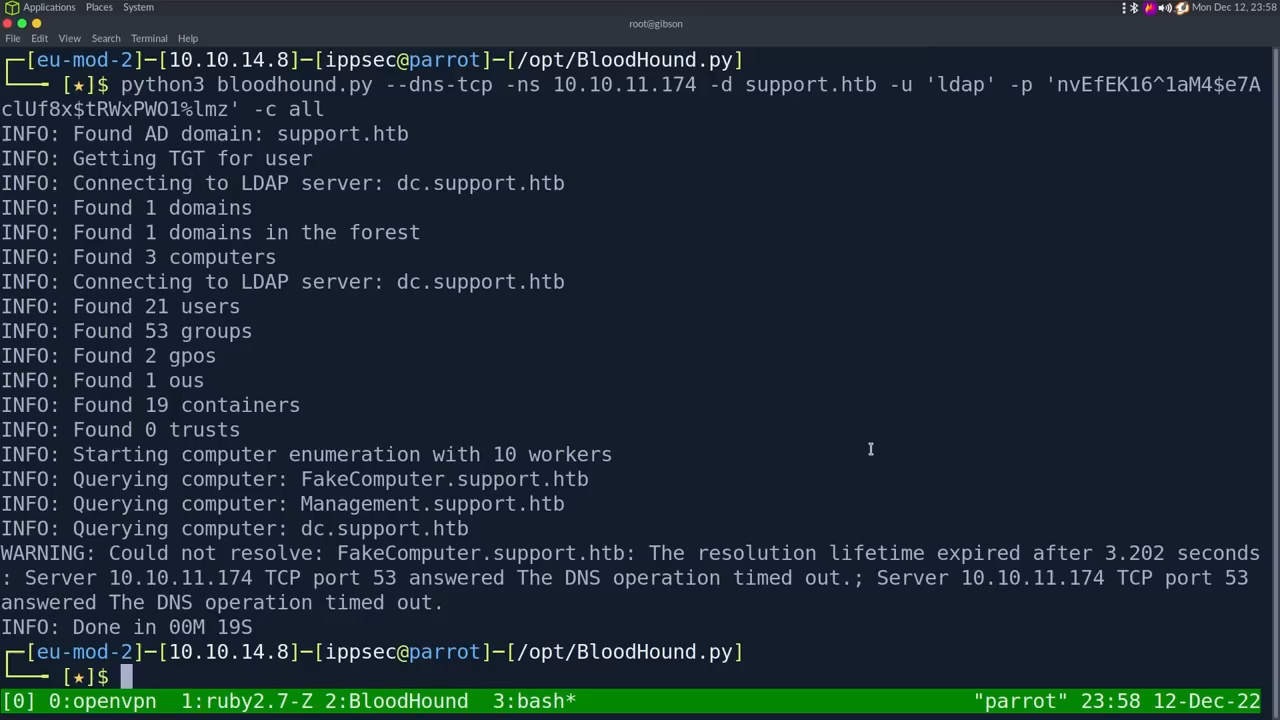 Applications Places System Mon Dec 12, 23:58
root@gibson
File Edit View Search Terminal Help
┌─[eu-mod-2]─[10.10.14.8]─[ippsec@parrot]─[/opt/BloodHound.py]
└──╼ [★]$ python3 bloodhound.py --dns-tcp -ns 10.10.11.174 -d support.htb -u 'ldap' -p 'nvEfEK16^1aM4$e7A
clUf8x$tRWxPWO1%lmz' -c all
INFO: Found AD domain: support.htb
INFO: Getting TGT for user
INFO: Connecting to LDAP server: dc.support.htb
INFO: Found 1 domains
INFO: Found 1 domains in the forest
INFO: Found 3 computers
INFO: Connecting to LDAP server: dc.support.htb
INFO: Found 21 users
INFO: Found 53 groups
INFO: Found 2 gpos
INFO: Found 1 ous
INFO: Found 19 containers
INFO: Found 0 trusts
INFO: Starting computer enumeration with 10 workers
INFO: Querying computer: FakeComputer.support.htb
INFO: Querying computer: Management.support.htb
INFO: Querying computer: dc.support.htb
WARNING: Could not resolve: FakeComputer.support.htb: The resolution lifetime expired after 3.202 seconds
: Server 10.10.11.174 TCP port 53 answered The DNS operation timed out.; Server 10.10.11.174 TCP port 53
answered The DNS operation timed out.
INFO: Done in 00M 19S
┌─[eu-mod-2]─[10.10.14.8]─[ippsec@parrot]─[/opt/BloodHound.py]
└──╼ [★]$
[0] 0:openvpn 1:ruby2.7-Z 2:BloodHound 3:bash* "parrot" 23:58 12-Dec-22